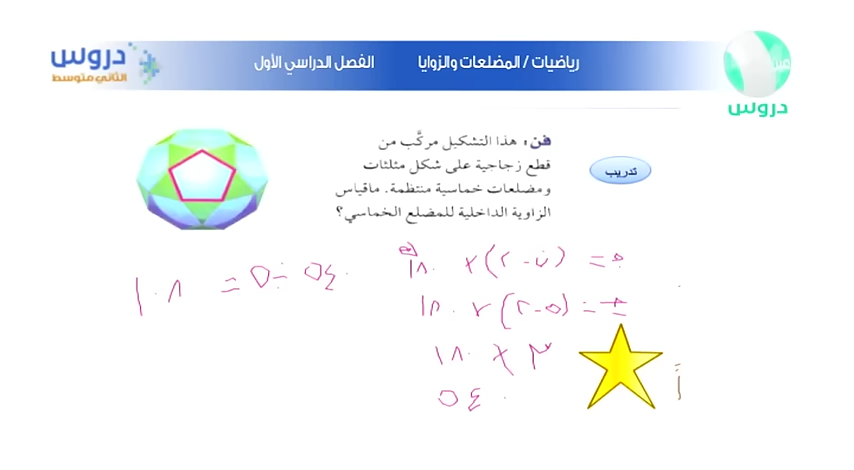 دروس
الثاني متوسط
رياضيات / المضلعات والزوايا
الفصل الدراسي الأول
دروس
تدريب
فن: هذا التشكيل مركَّب من
قطع زجاجية على شكل مثلثات
ومضلعات خماسية منتظمة. ماقياس
الزاوية الداخلية للمضلع الخماسي؟
= (ن - ٢) × ١٨٠
= (٥ - ٢) × ١٨٠
٣ × ١٨٠
٥٤٠
٥٤٠ ÷ ٥ = ١٠٨